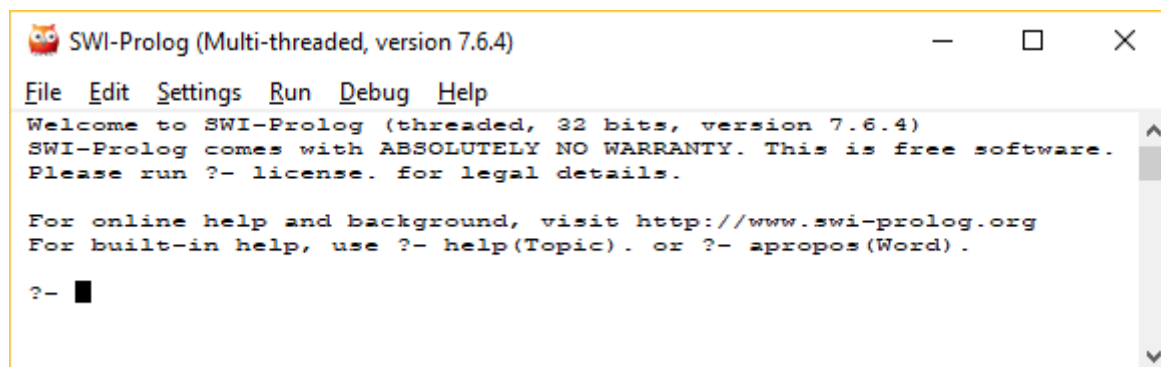 SWI-Prolog (Multi-threaded, version 7.6.4)
File Edit Settings Run Debug Help
Welcome to SWI-Prolog (threaded, 32 bits, version 7.6.4)
SWI-Prolog comes with ABSOLUTELY NO WARRANTY. This is free software.
Please run ?- license. for legal details.
For online help and background, visit http://www.swi-prolog.org
For built-in help, use ?- help(Topic). or ?- apropos(Word).
?-